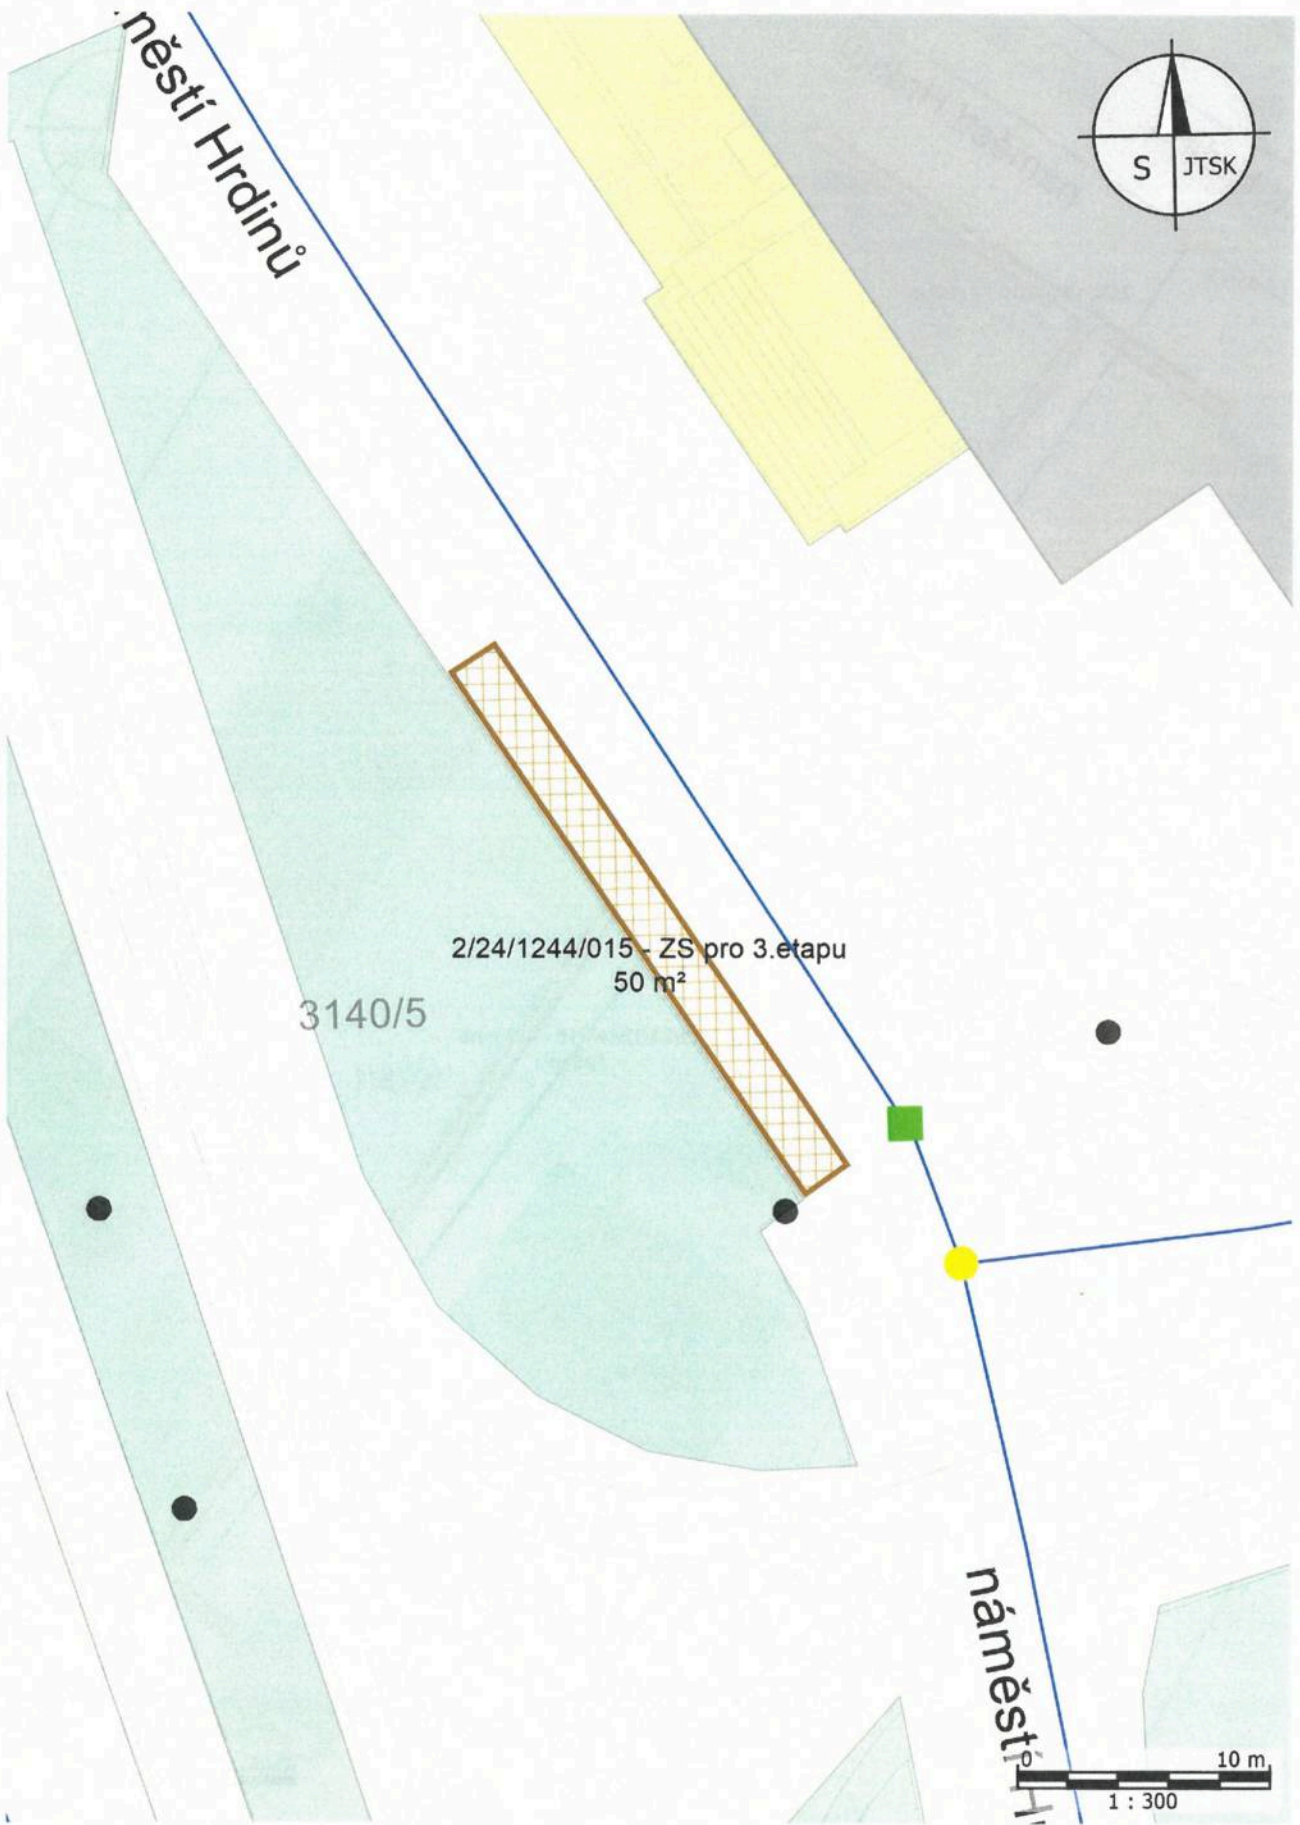 městí Hrdinů
S JTSK
2/24/1244/015 - ZS pro 3.etapu
50 m²
3140/5
náměstí H
0 10 m
1 : 300